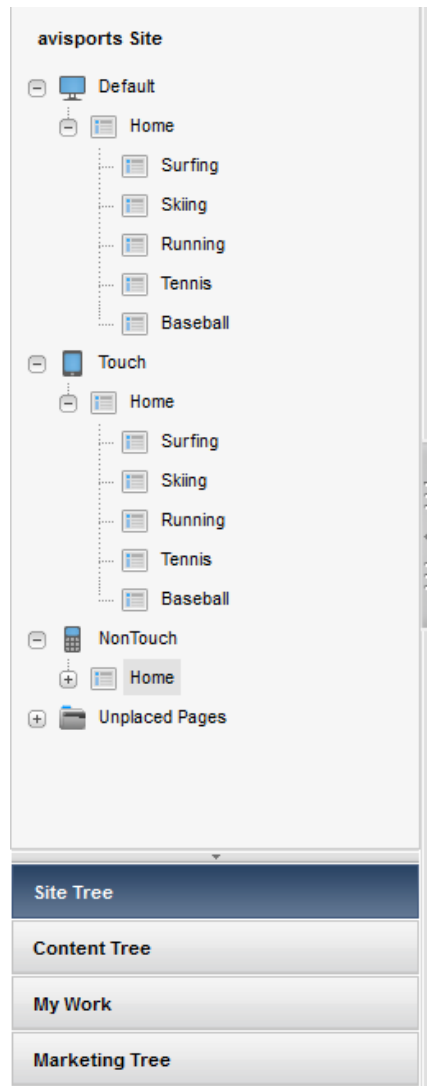 avisports Site
Default
Home
Surfing
Skiing
Running
Tennis
Baseball
Touch
Home
Surfing
Skiing
Running
Tennis
Baseball
NonTouch
Home
Unplaced Pages
Site Tree
Content Tree
My Work
Marketing Tree